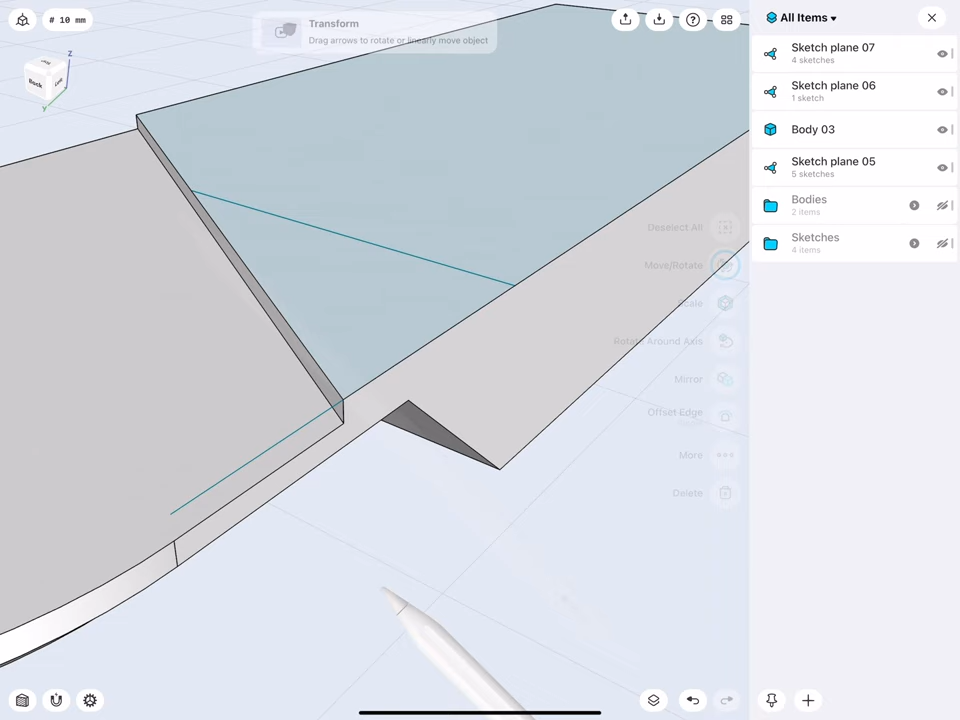 # 10 mm
Transform
Drag arrows to rotate or linearly move object
All Items
Z
Back
Left
y
Sketch plane 07
4 sketches
Sketch plane 06
1 sketch
Body 03
Sketch plane 05
5 sketches
Bodies
2 items
Sketches
4 items
Deselect All
Move/Rotate
Scale
Rotate Around Axis
Mirror
Offset Edge
More
Delete